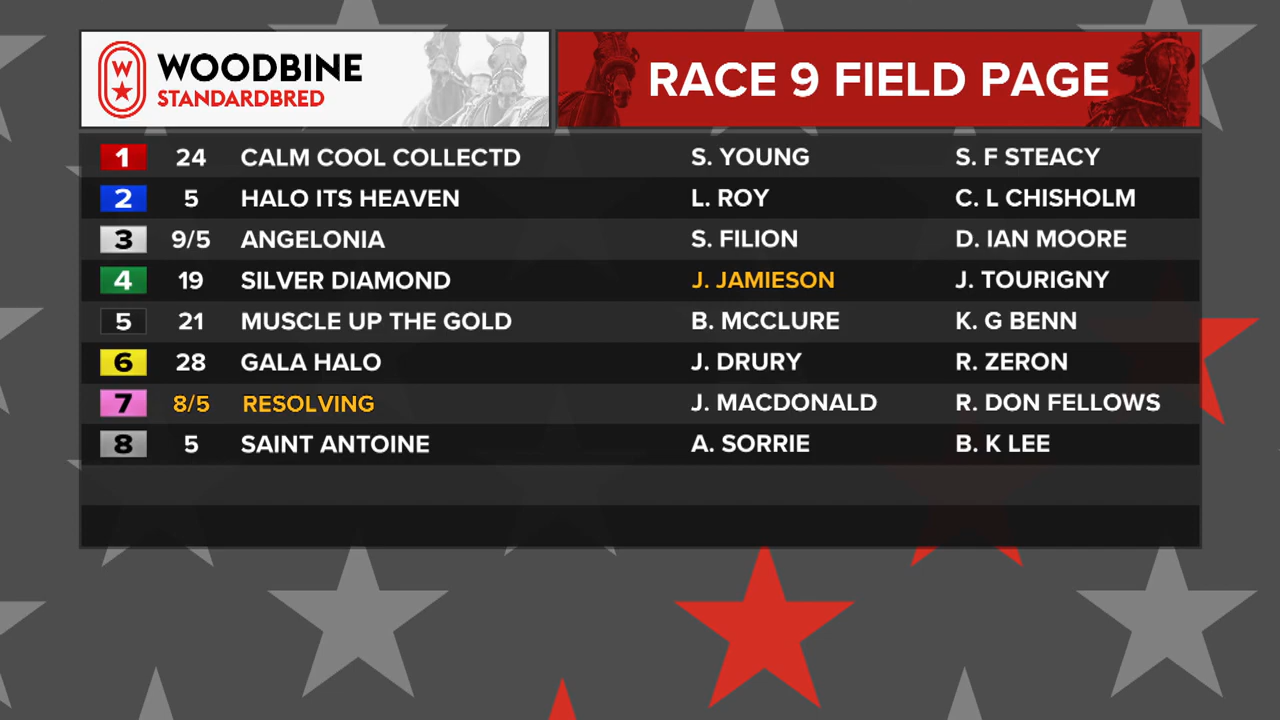 W WOODBINE
STANDARDBRED
RACE 9 FIELD PAGE
1 24 CALM COOL COLLECTD S. YOUNG S. F STEACY
2 5 HALO ITS HEAVEN L. ROY C. L CHISHOLM
3 9/5 ANGELONIA S. FILION D. IAN MOORE
4 19 SILVER DIAMOND J. JAMIESON J. TOURIGNY
5 21 MUSCLE UP THE GOLD B. MCCLURE K. G BENN
6 28 GALA HALO J. DRURY R. ZERON
7 8/5 RESOLVING J. MACDONALD R. DON FELLOWS
8 5 SAINT ANTOINE A. SORRIE B. K LEE